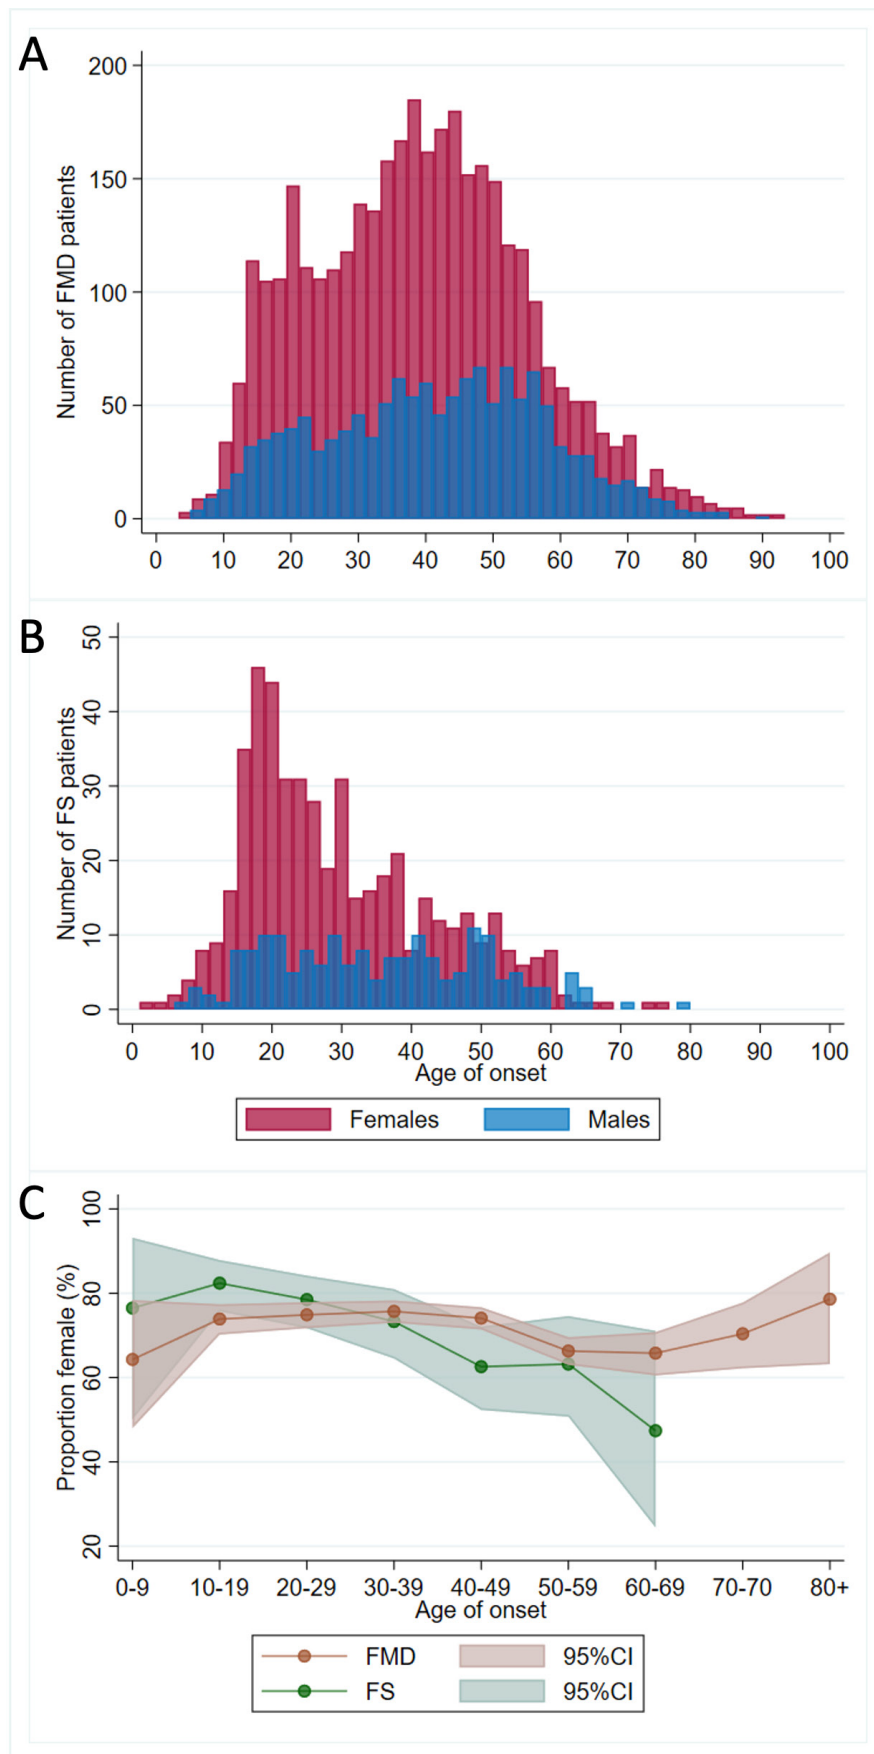 A
Number of FMD patients
200
150
100
50
0
0 10 20 30 40 50 60 70 80 90 100
B
Number of FS patients
50
40
30
20
10
0
0 10 20 30 40 50 60 70 80 90 100
Age of onset
Females Males
C
Proportion female (%)
100
80
60
40
20
0-9 10-19 20-29 30-39 40-49 50-59 60-69 70-70 80+
Age of onset
FMD 95%CI
FS 95%CI